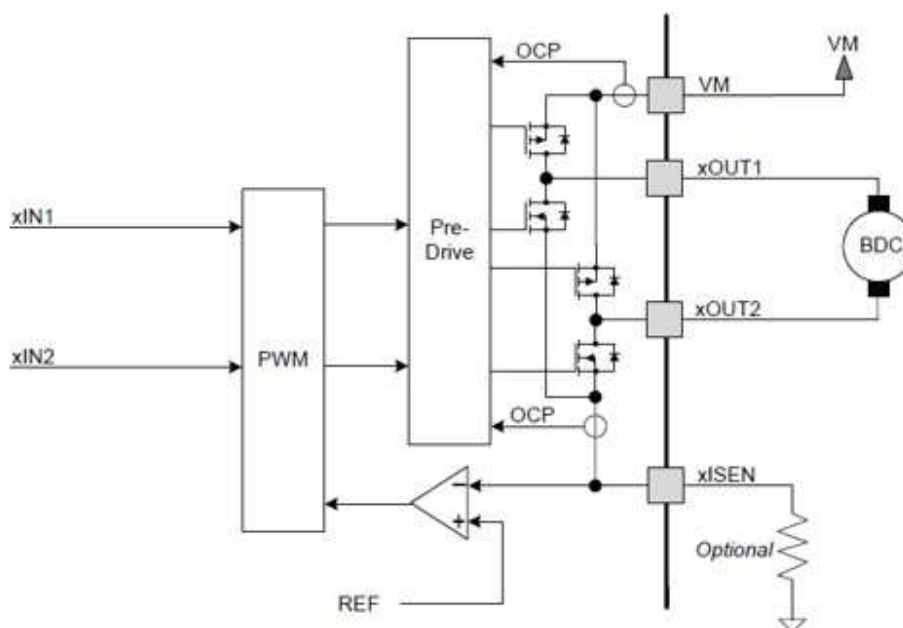 OCP
VM
VM
xOUT1
xIN1
Pre-
Drive
BDC
xOUT2
xIN2
PWM
OCP
xISEN
−
+
Optional
REF